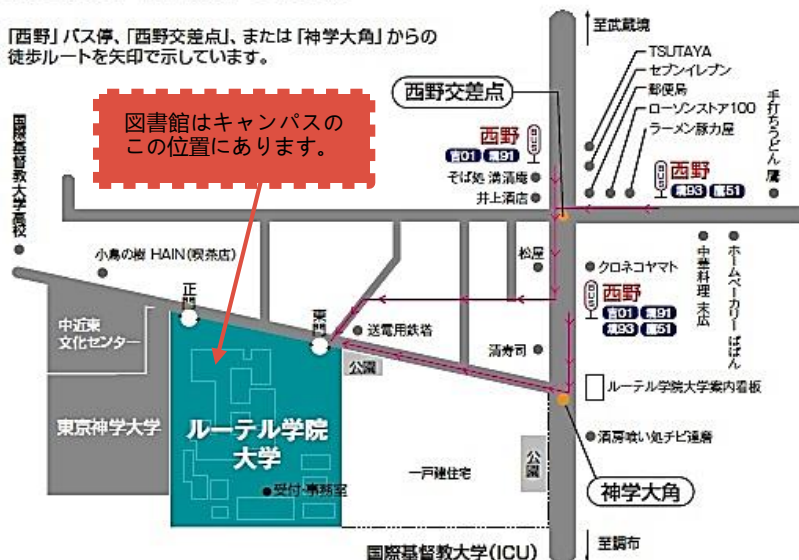 「西野」バス停、「西野交差点」、または「神学大角」からの
徒歩ルートを矢印で示しています。
至武蔵境
TSUTAYA
セブンイレブン
郵便局
ローソンストア100
ラーメン豚力屋
手打ちうどん 鷹
西野交差点
図書館はキャンパスの
この位置にあります。
西野
BUS
吉01 境91
そば処 満清庵
井上酒店
西野
BUS
境93 鷹51
国際基督教大学高校
小鳥の樹 HAIN(喫茶店)
正門
東門
松屋
クロネコヤマト
中華料理 末広
ホームベーカリー ぱぱん
西野
BUS
吉01 境91
境93 鷹51
中近東
文化センター
送電用鉄塔
清寿司
公園
ルーテル学院大学案内看板
東京神学大学
ルーテル学院
大学
酒房喰い処チビ達磨
一戸建住宅
公園
受付・事務室
神学大角
国際基督教大学(ICU)
至調布